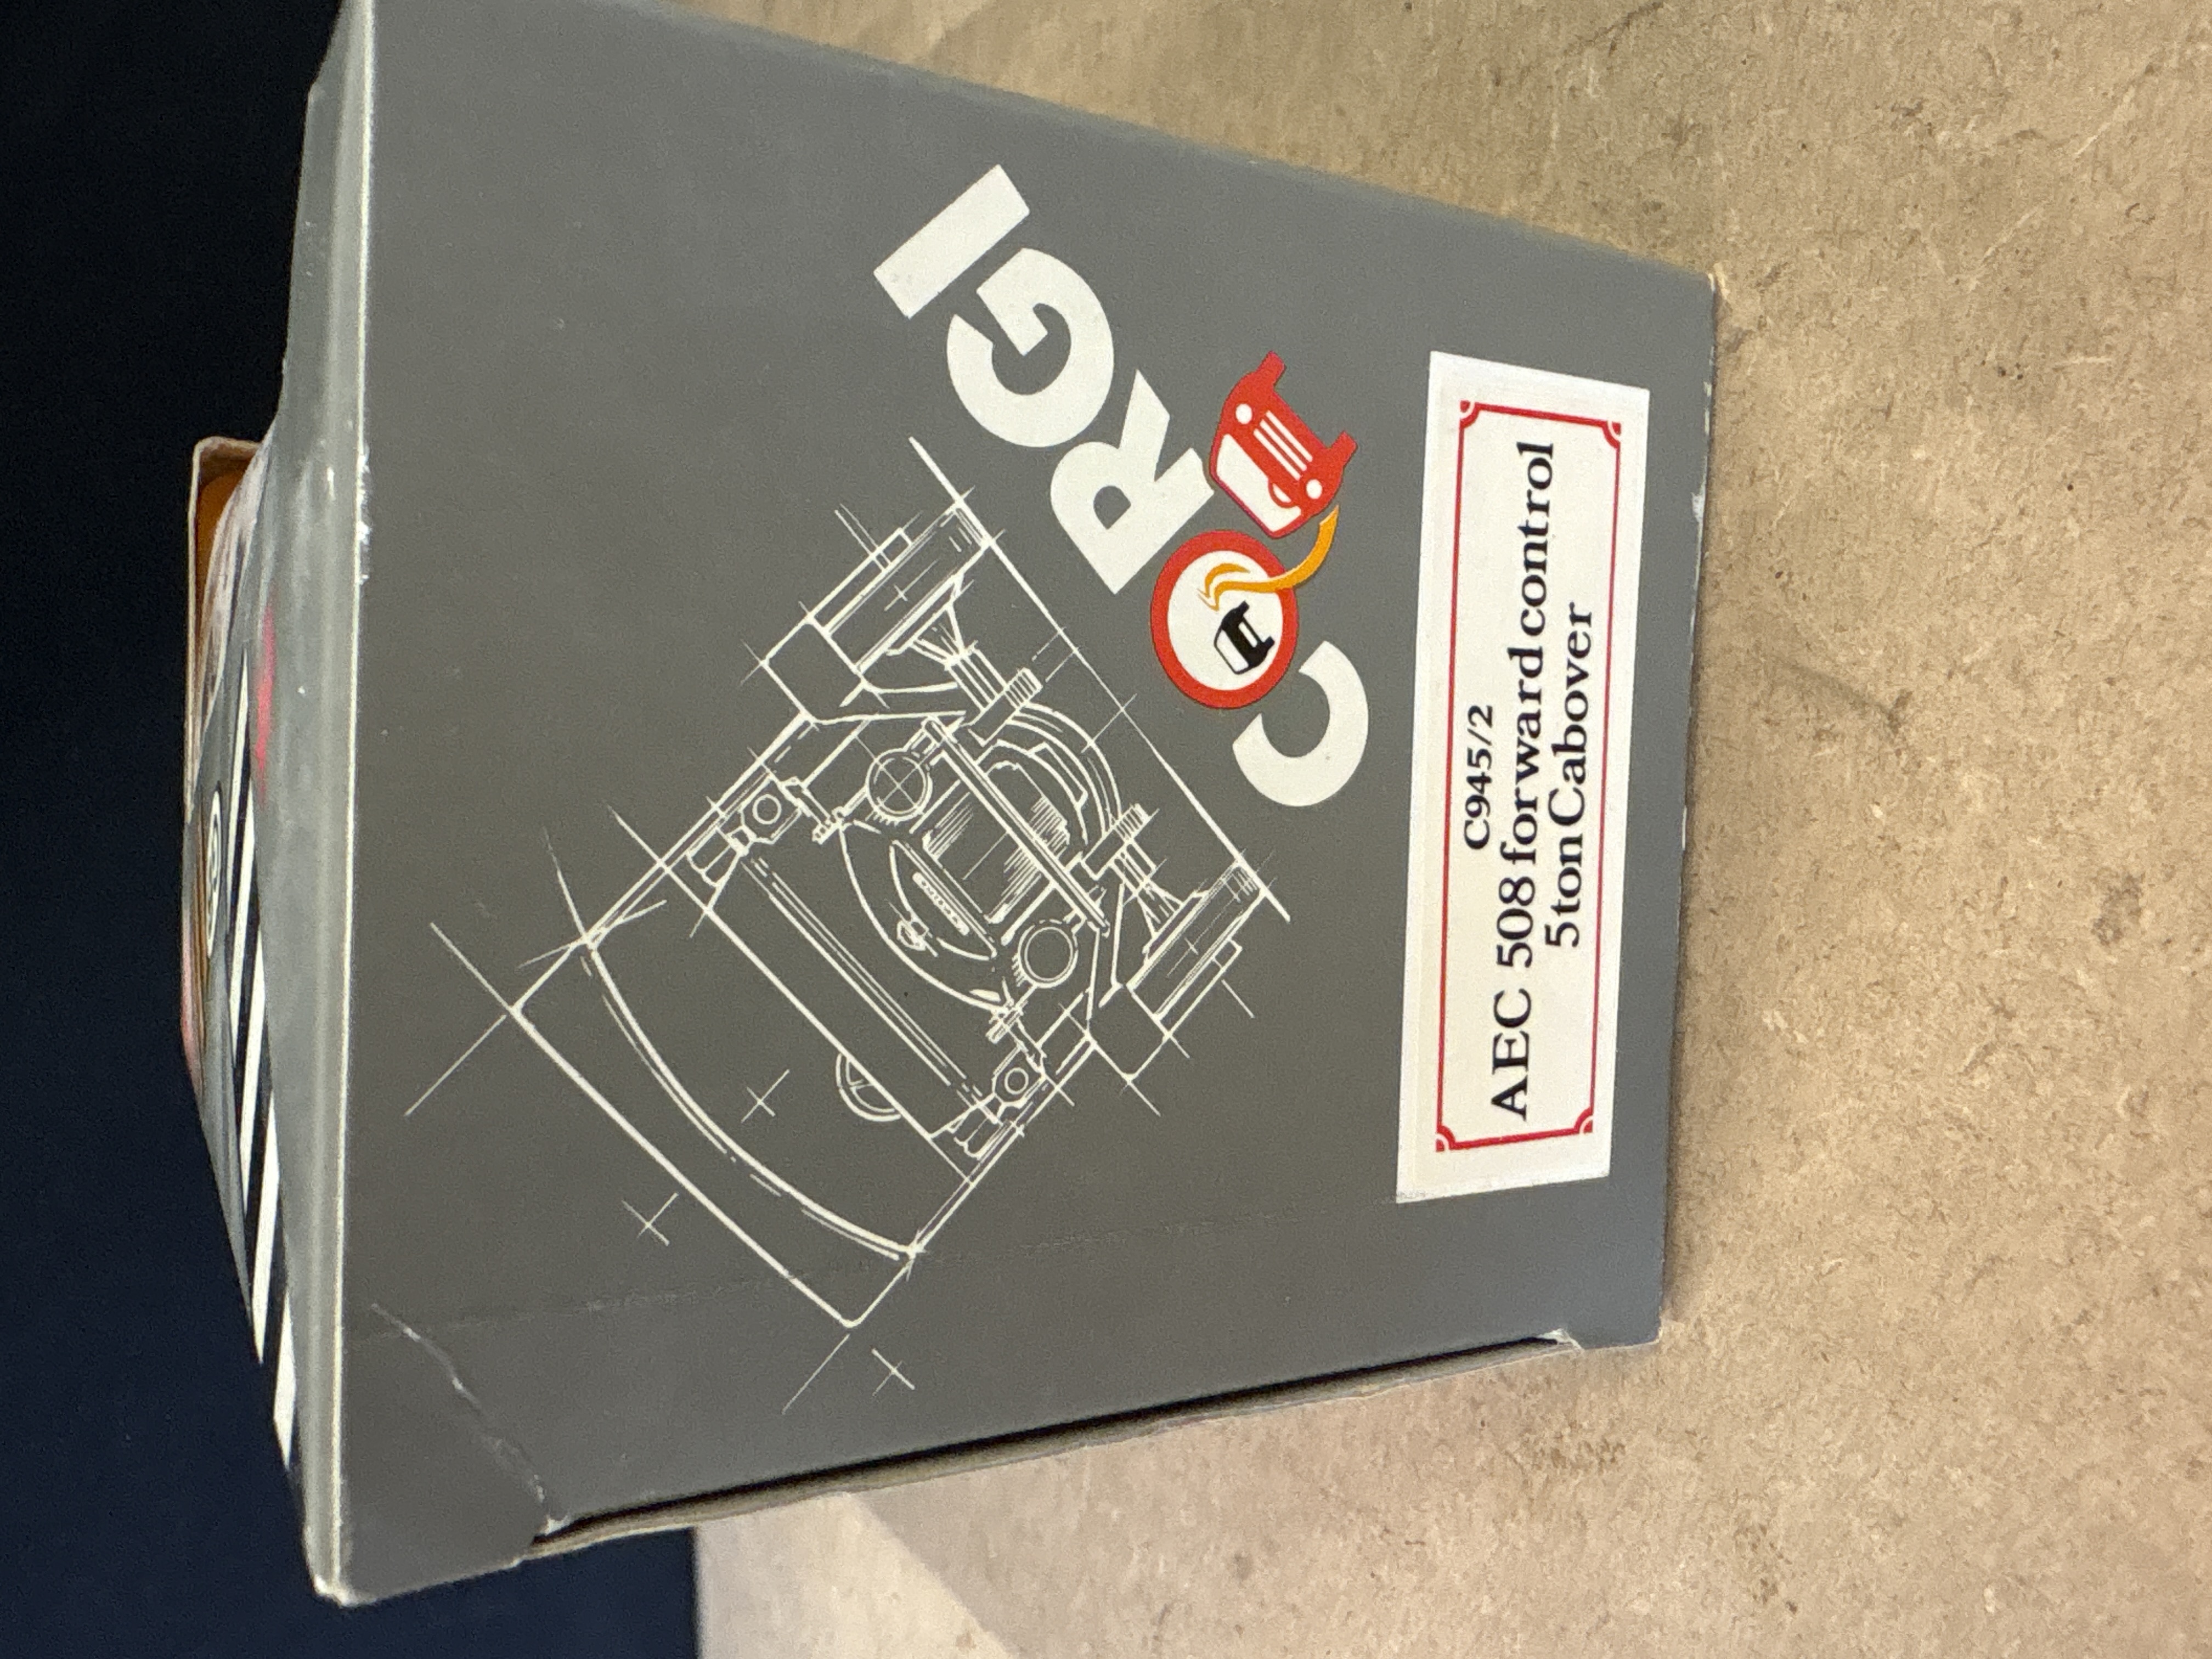 CORGI
C945/2
AEC 508 forward control
5 ton Cabover